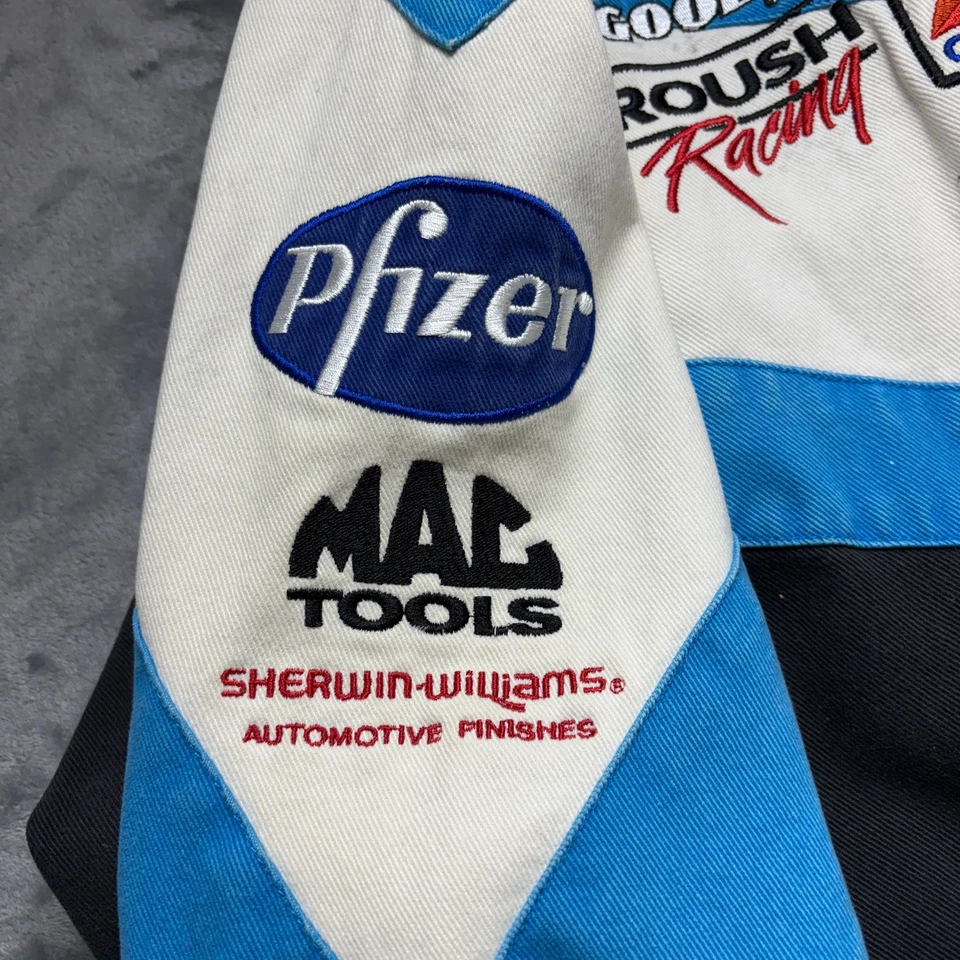 GOOD
ROUSH
Racing
Pfizer
MAC
TOOLS
SHERWIN-WILLIAMS®
AUTOMOTIVE FINISHES